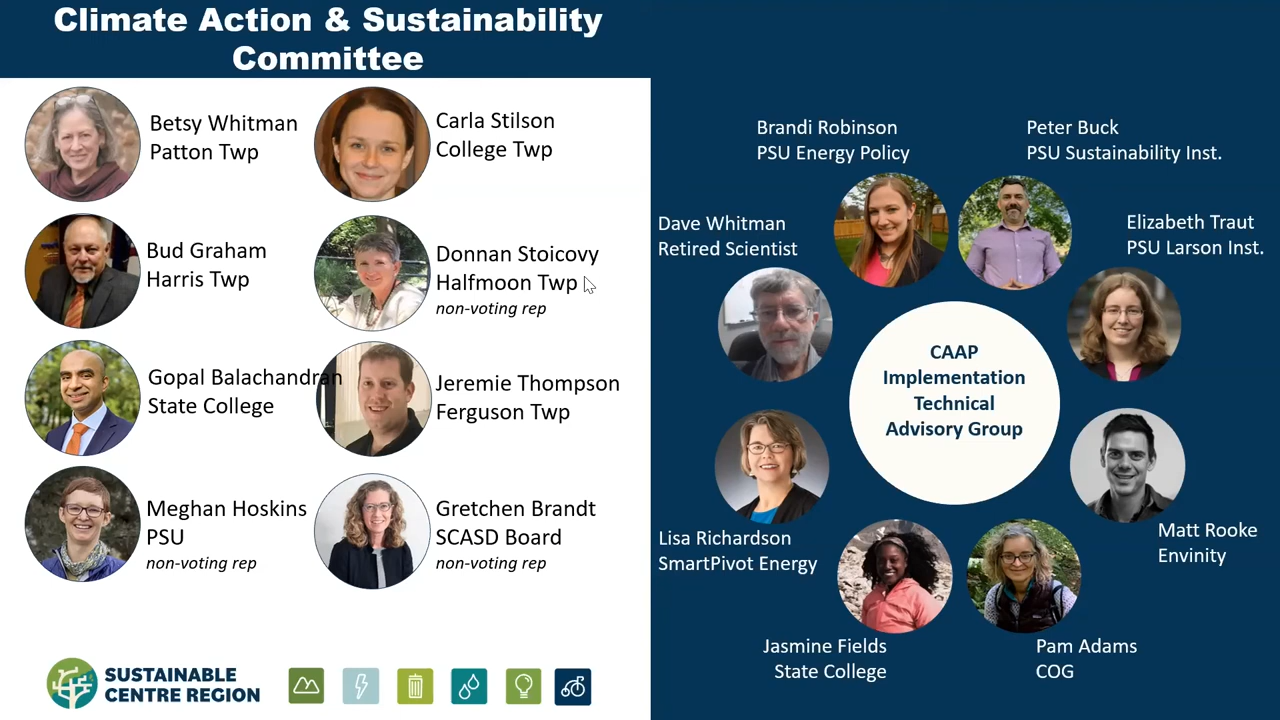 Climate Action & Sustainability
Committee
Betsy Whitman
Patton Twp
Carla Stilson
College Twp
Bud Graham
Harris Twp
Donnan Stoicovy
Halfmoon Twp
non-voting rep
Gopal Balachandran
State College
Jeremie Thompson
Ferguson Twp
Meghan Hoskins
PSU
non-voting rep
Gretchen Brandt
SCASD Board
non-voting rep
SUSTAINABLE
CENTRE REGION
Brandi Robinson
PSU Energy Policy
Peter Buck
PSU Sustainability Inst.
Dave Whitman
Retired Scientist
Elizabeth Traut
PSU Larson Inst.
CAAP
Implementation
Technical
Advisory Group
Lisa Richardson
SmartPivot Energy
Matt Rooke
Envinity
Jasmine Fields
State College
Pam Adams
COG